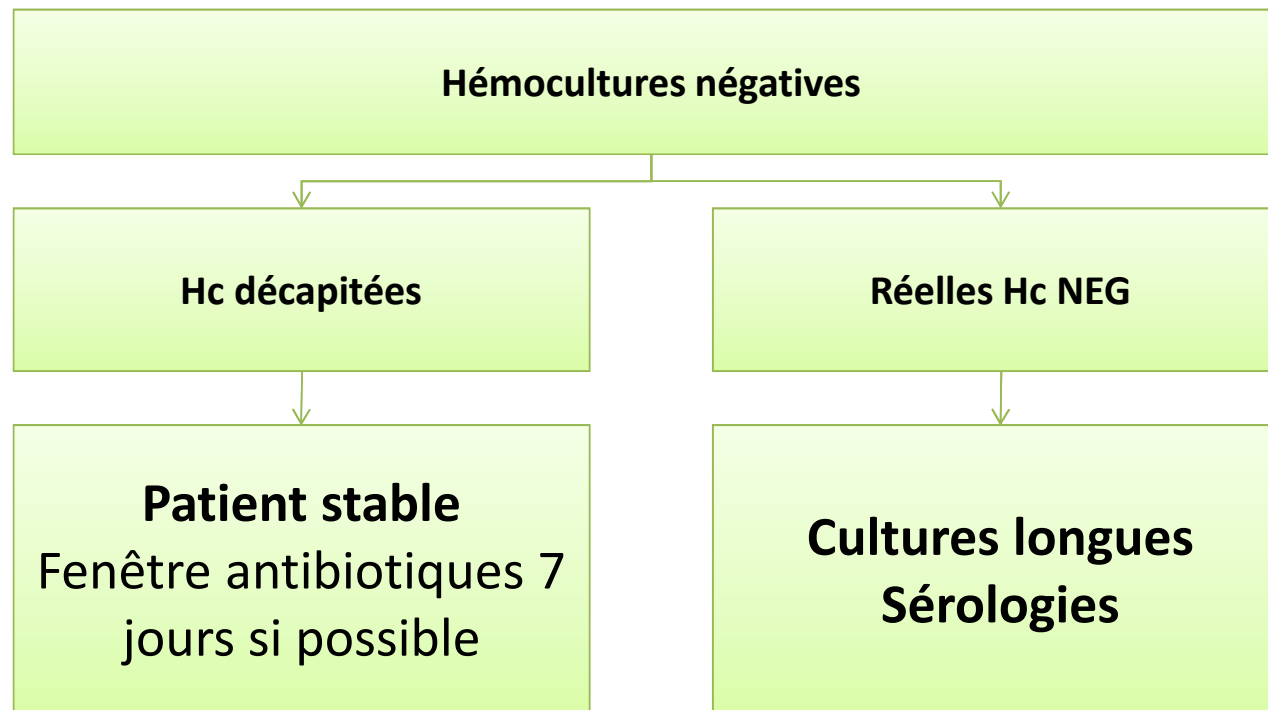 Hémocultures négatives
Hc décapitées
Réelles Hc NEG
Patient stable
Fenêtre antibiotiques 7
jours si possible
Cultures longues
Sérologies